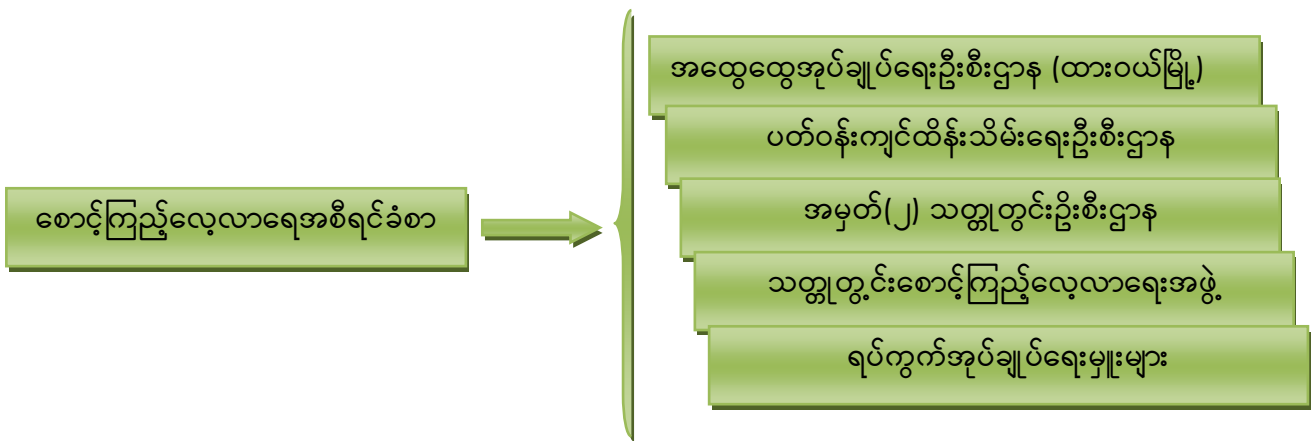 စောင့်ကြည့်လေ့လာရေအစီရင်ခံစာ
အထွေထွေအုပ်ချုပ်ရေးဦးစီးဌာန (ထားဝယ်မြို့)
ပတ်ဝန်းကျင်ထိန်းသိမ်းရေးဦးစီးဌာန
အမှတ်(၂) သတ္တုတွင်းဦးစီးဌာန
သတ္တုတွင်းစောင့်ကြည့်လေ့လာရေးအဖွဲ့
ရပ်ကွက်အုပ်ချုပ်ရေးမှူးများ